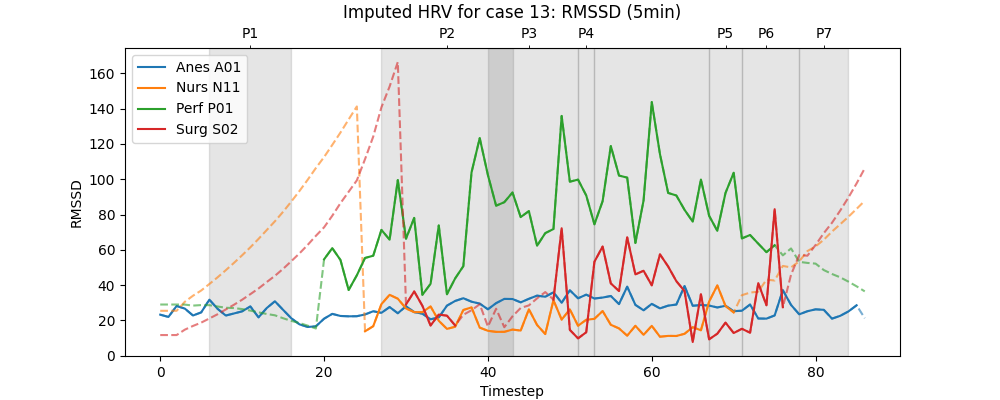 Imputed HRV for case 13: RMSSD (5min)
P1 P2 P3 P4 P5 P6 P7
Anes A01
Nurs N11
Perf P01
Surg S02
RMSSD
160
140
120
100
80
60
40
20
0
0 20 40 60 80
Timestep